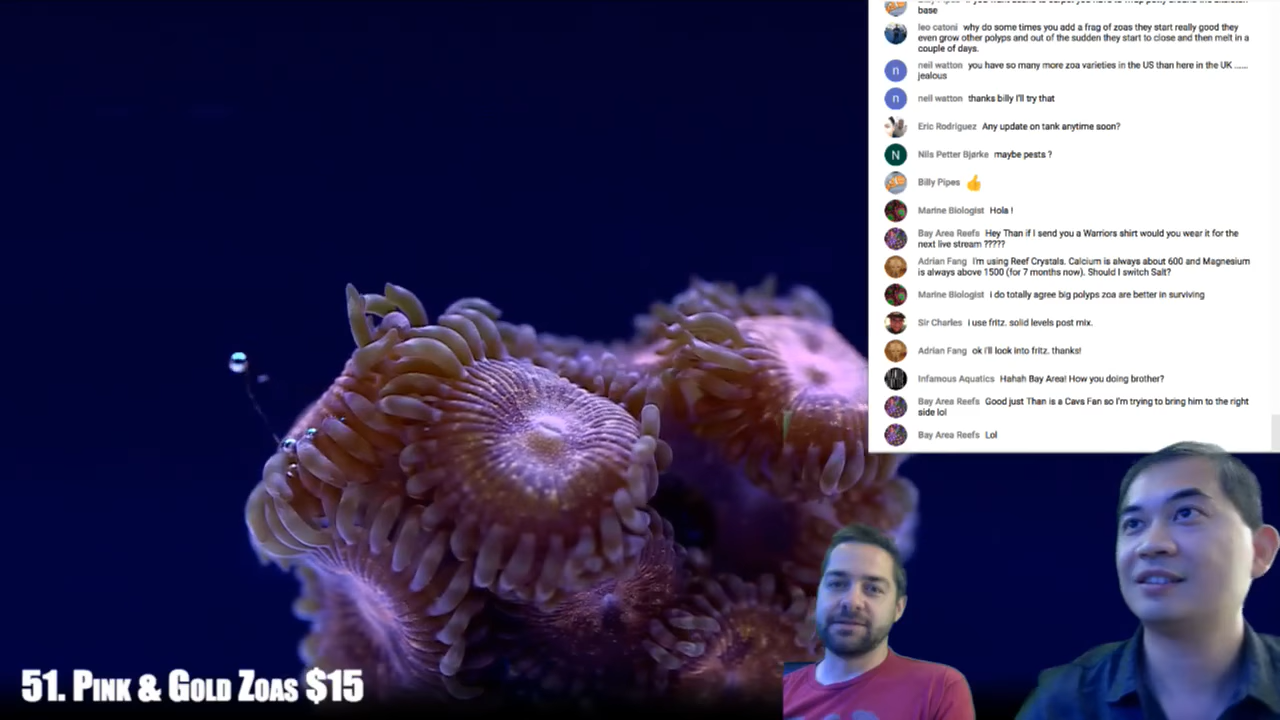 base
leo catoni why do some times you add a frag of zoas they start really good they
even grow other polyps and out of the sudden they start to close and then melt in a
couple of days.
neil watton you have so many more zoa varieties in the US than here in the UK ......
jealous
neil watton thanks billy I'll try that
Eric Rodriguez Any update on tank anytime soon?
N Nils Petter Bjørke maybe pests ?
Billy Pipes 👍
Marine Biologist Hola !
Bay Area Reefs Hey Than if I send you a Warriors shirt would you wear it for the
next live stream ?????
Adrian Fang I'm using Reef Crystals. Calcium is always about 600 and Magnesium
is always above 1500 (for 7 months now). Should I switch Salt?
Marine Biologist i do totally agree big polyps zoa are better in surviving
Sir Charles i use fritz. solid levels post mix.
Adrian Fang ok i'll look into fritz. thanks!
Infamous Aquatics Hahah Bay Area! How you doing brother?
Bay Area Reefs Good just Than is a Cavs Fan so I'm trying to bring him to the right
side lol
Bay Area Reefs Lol
51. Pink & Gold Zoas $15